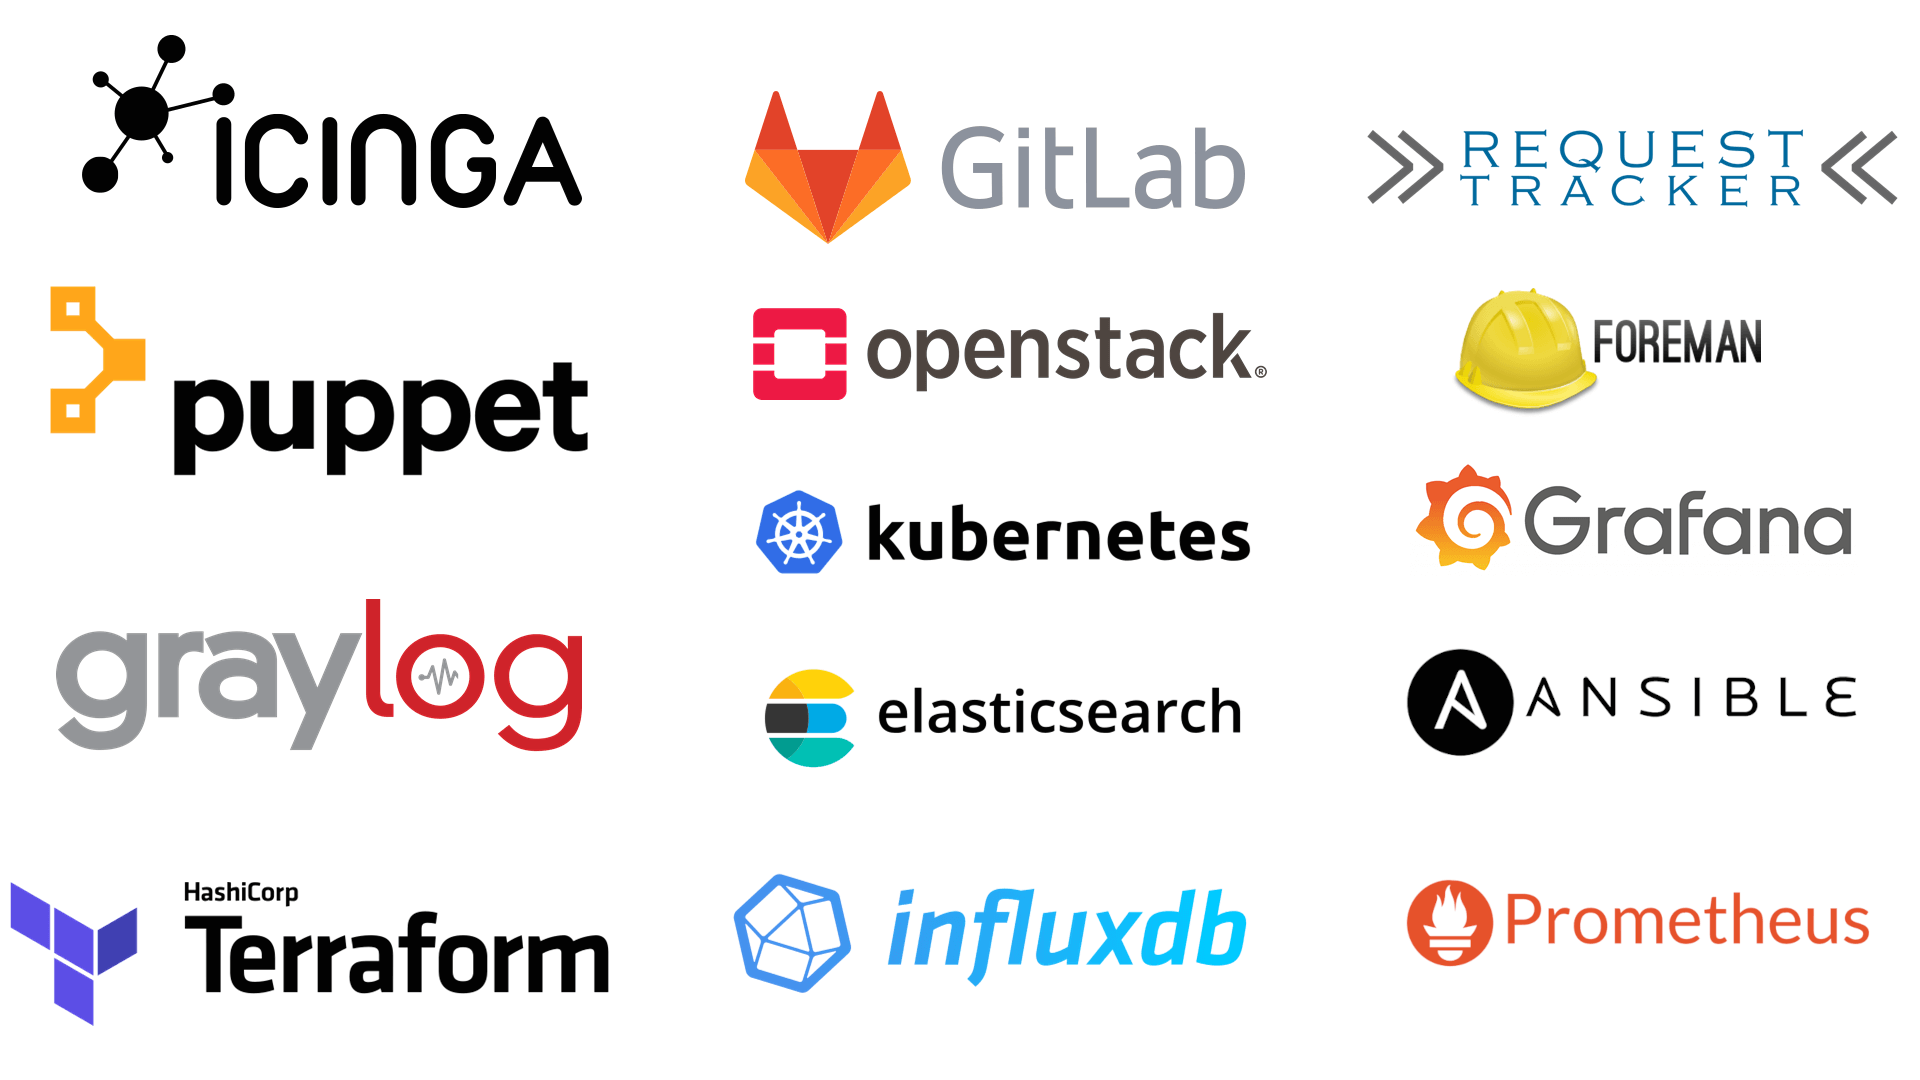 ICINGA
GitLab
REQUEST
TRACKER
puppet
openstack®
FOREMAN
kubernetes
Grafana
graylog
elasticsearch
ANSIBLE
HashiCorp
Terraform
influxdb
Prometheus